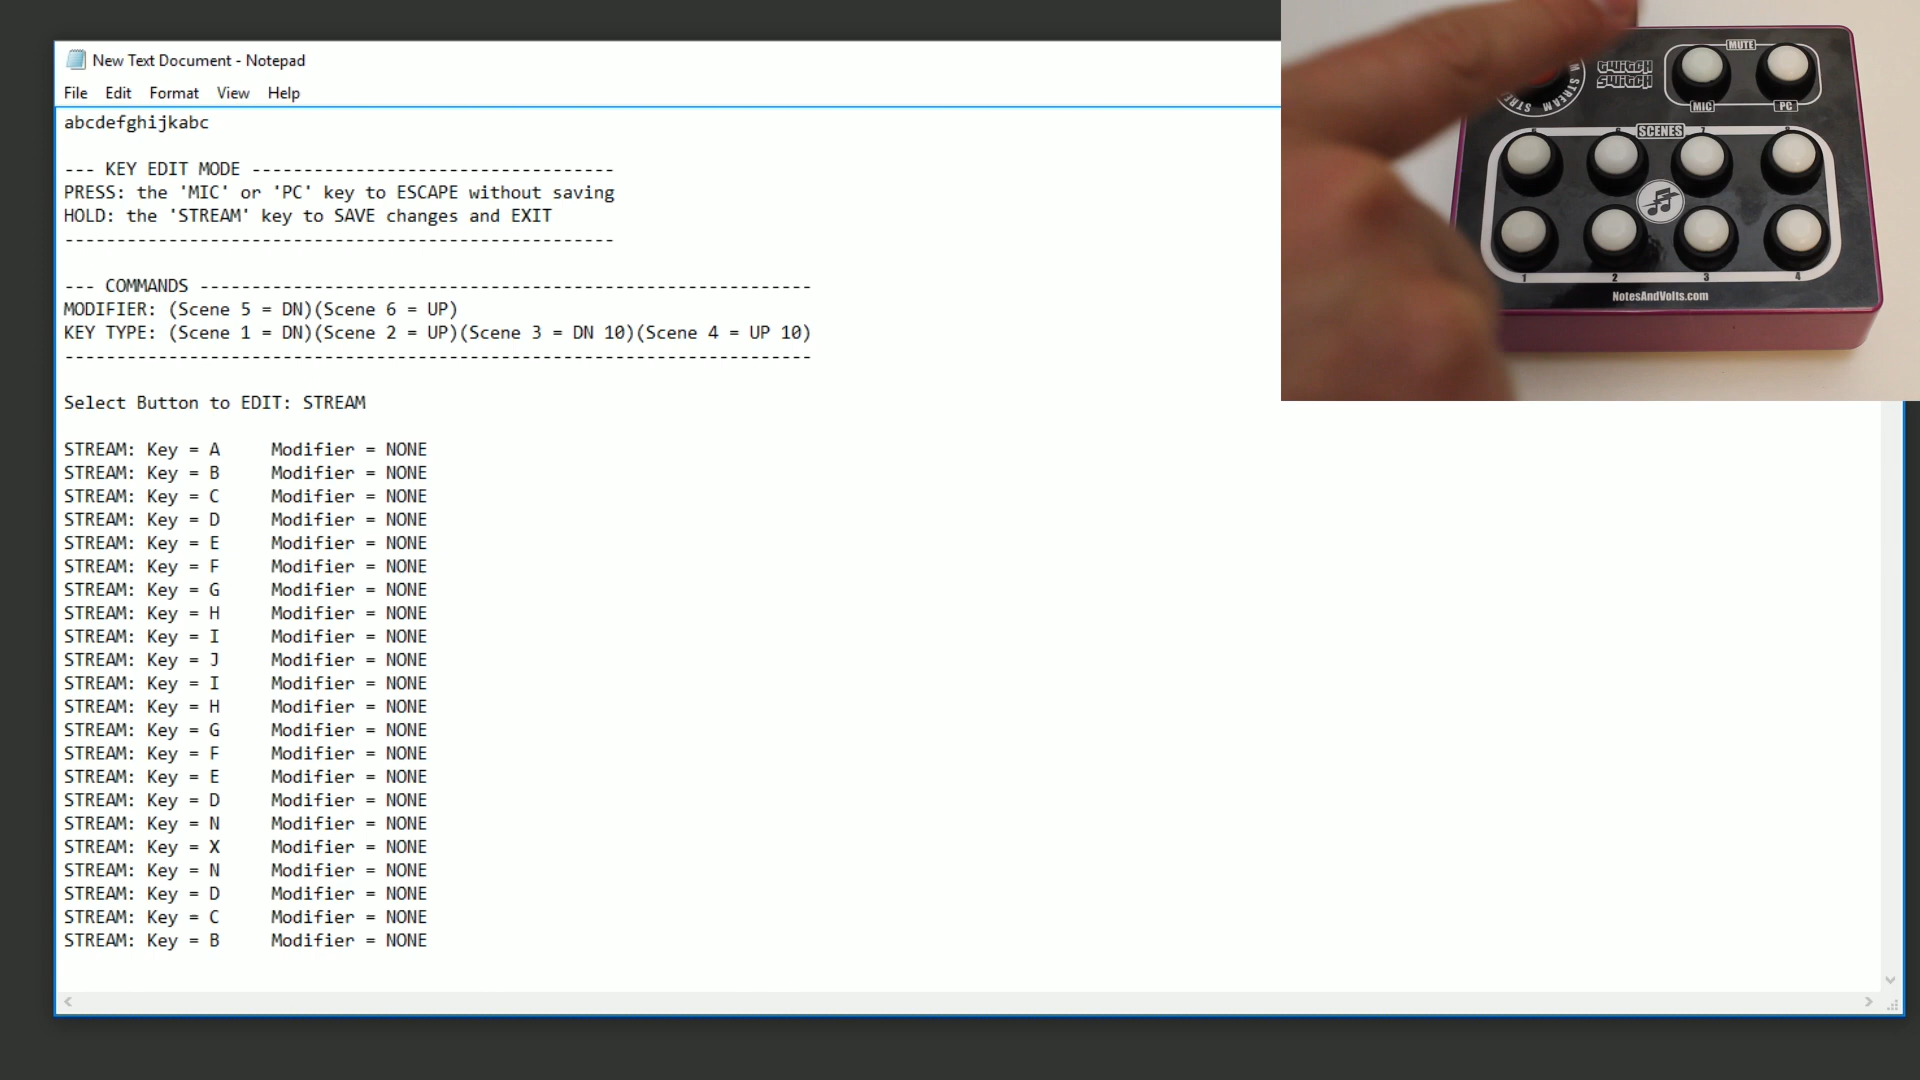 New Text Document - Notepad
File Edit Format View Help
abcdefghijkabc
--- KEY EDIT MODE -----------------------------------
PRESS: the 'MIC' or 'PC' key to ESCAPE without saving
HOLD: the 'STREAM' key to SAVE changes and EXIT
-----------------------------------------------------
--- COMMANDS -----------------------------------------------------------
MODIFIER: (Scene 5 = DN)(Scene 6 = UP)
KEY TYPE: (Scene 1 = DN)(Scene 2 = UP)(Scene 3 = DN 10)(Scene 4 = UP 10)
------------------------------------------------------------------------
Select Button to EDIT: STREAM
STREAM: Key = A     Modifier = NONE
STREAM: Key = B     Modifier = NONE
STREAM: Key = C     Modifier = NONE
STREAM: Key = D     Modifier = NONE
STREAM: Key = E     Modifier = NONE
STREAM: Key = F     Modifier = NONE
STREAM: Key = G     Modifier = NONE
STREAM: Key = H     Modifier = NONE
STREAM: Key = I     Modifier = NONE
STREAM: Key = J     Modifier = NONE
STREAM: Key = I     Modifier = NONE
STREAM: Key = H     Modifier = NONE
STREAM: Key = G     Modifier = NONE
STREAM: Key = F     Modifier = NONE
STREAM: Key = E     Modifier = NONE
STREAM: Key = D     Modifier = NONE
STREAM: Key = N     Modifier = NONE
STREAM: Key = X     Modifier = NONE
STREAM: Key = N     Modifier = NONE
STREAM: Key = D     Modifier = NONE
STREAM: Key = C     Modifier = NONE
STREAM: Key = B     Modifier = NONE
STREAM
TWITCH
SWITCH
MUTE
MIC PC
SCENES
1 2 3 4
NotesAndVolts.com